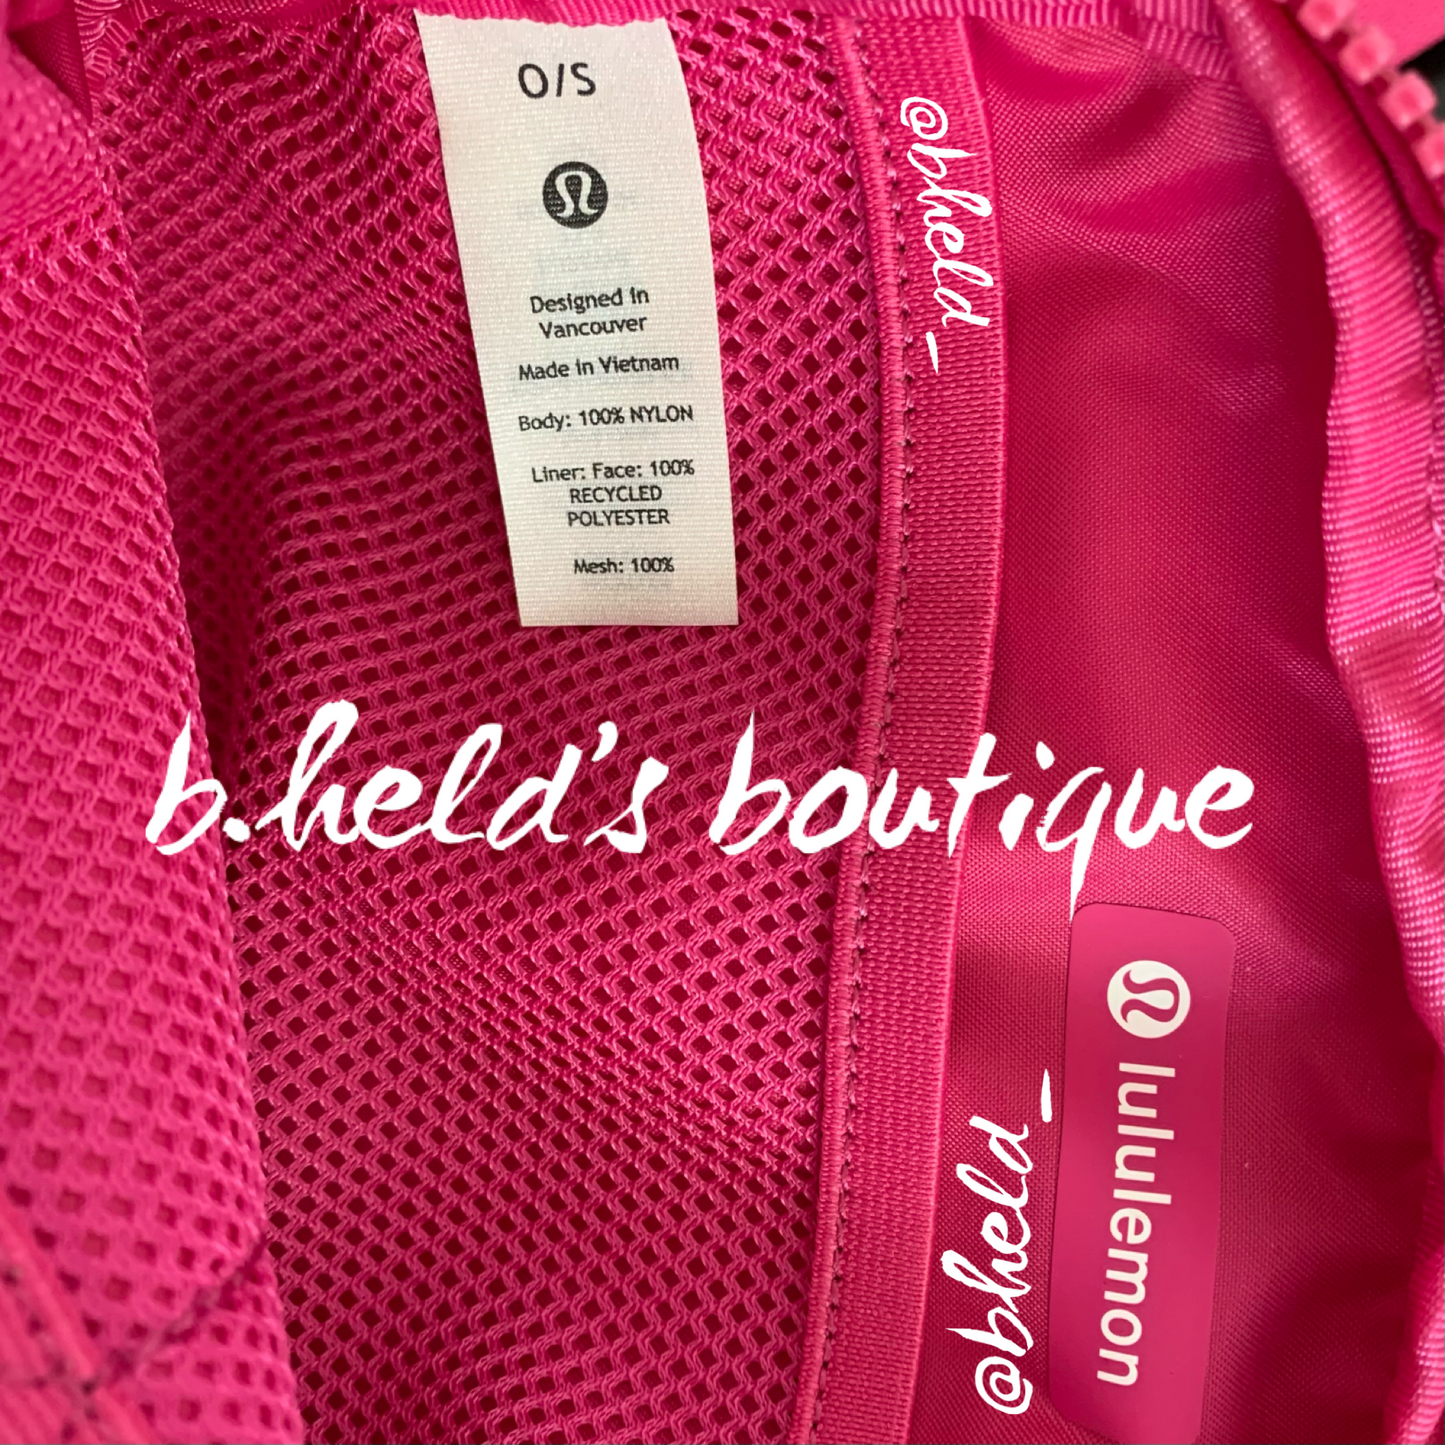 O/S
Designed in
Vancouver
Made in Vietnam
Body: 100% NYLON
Liner: Face: 100%
RECYCLED
POLYESTER
Mesh: 100%
@bheld_
b.held's boutique
@bheld_
lululemon